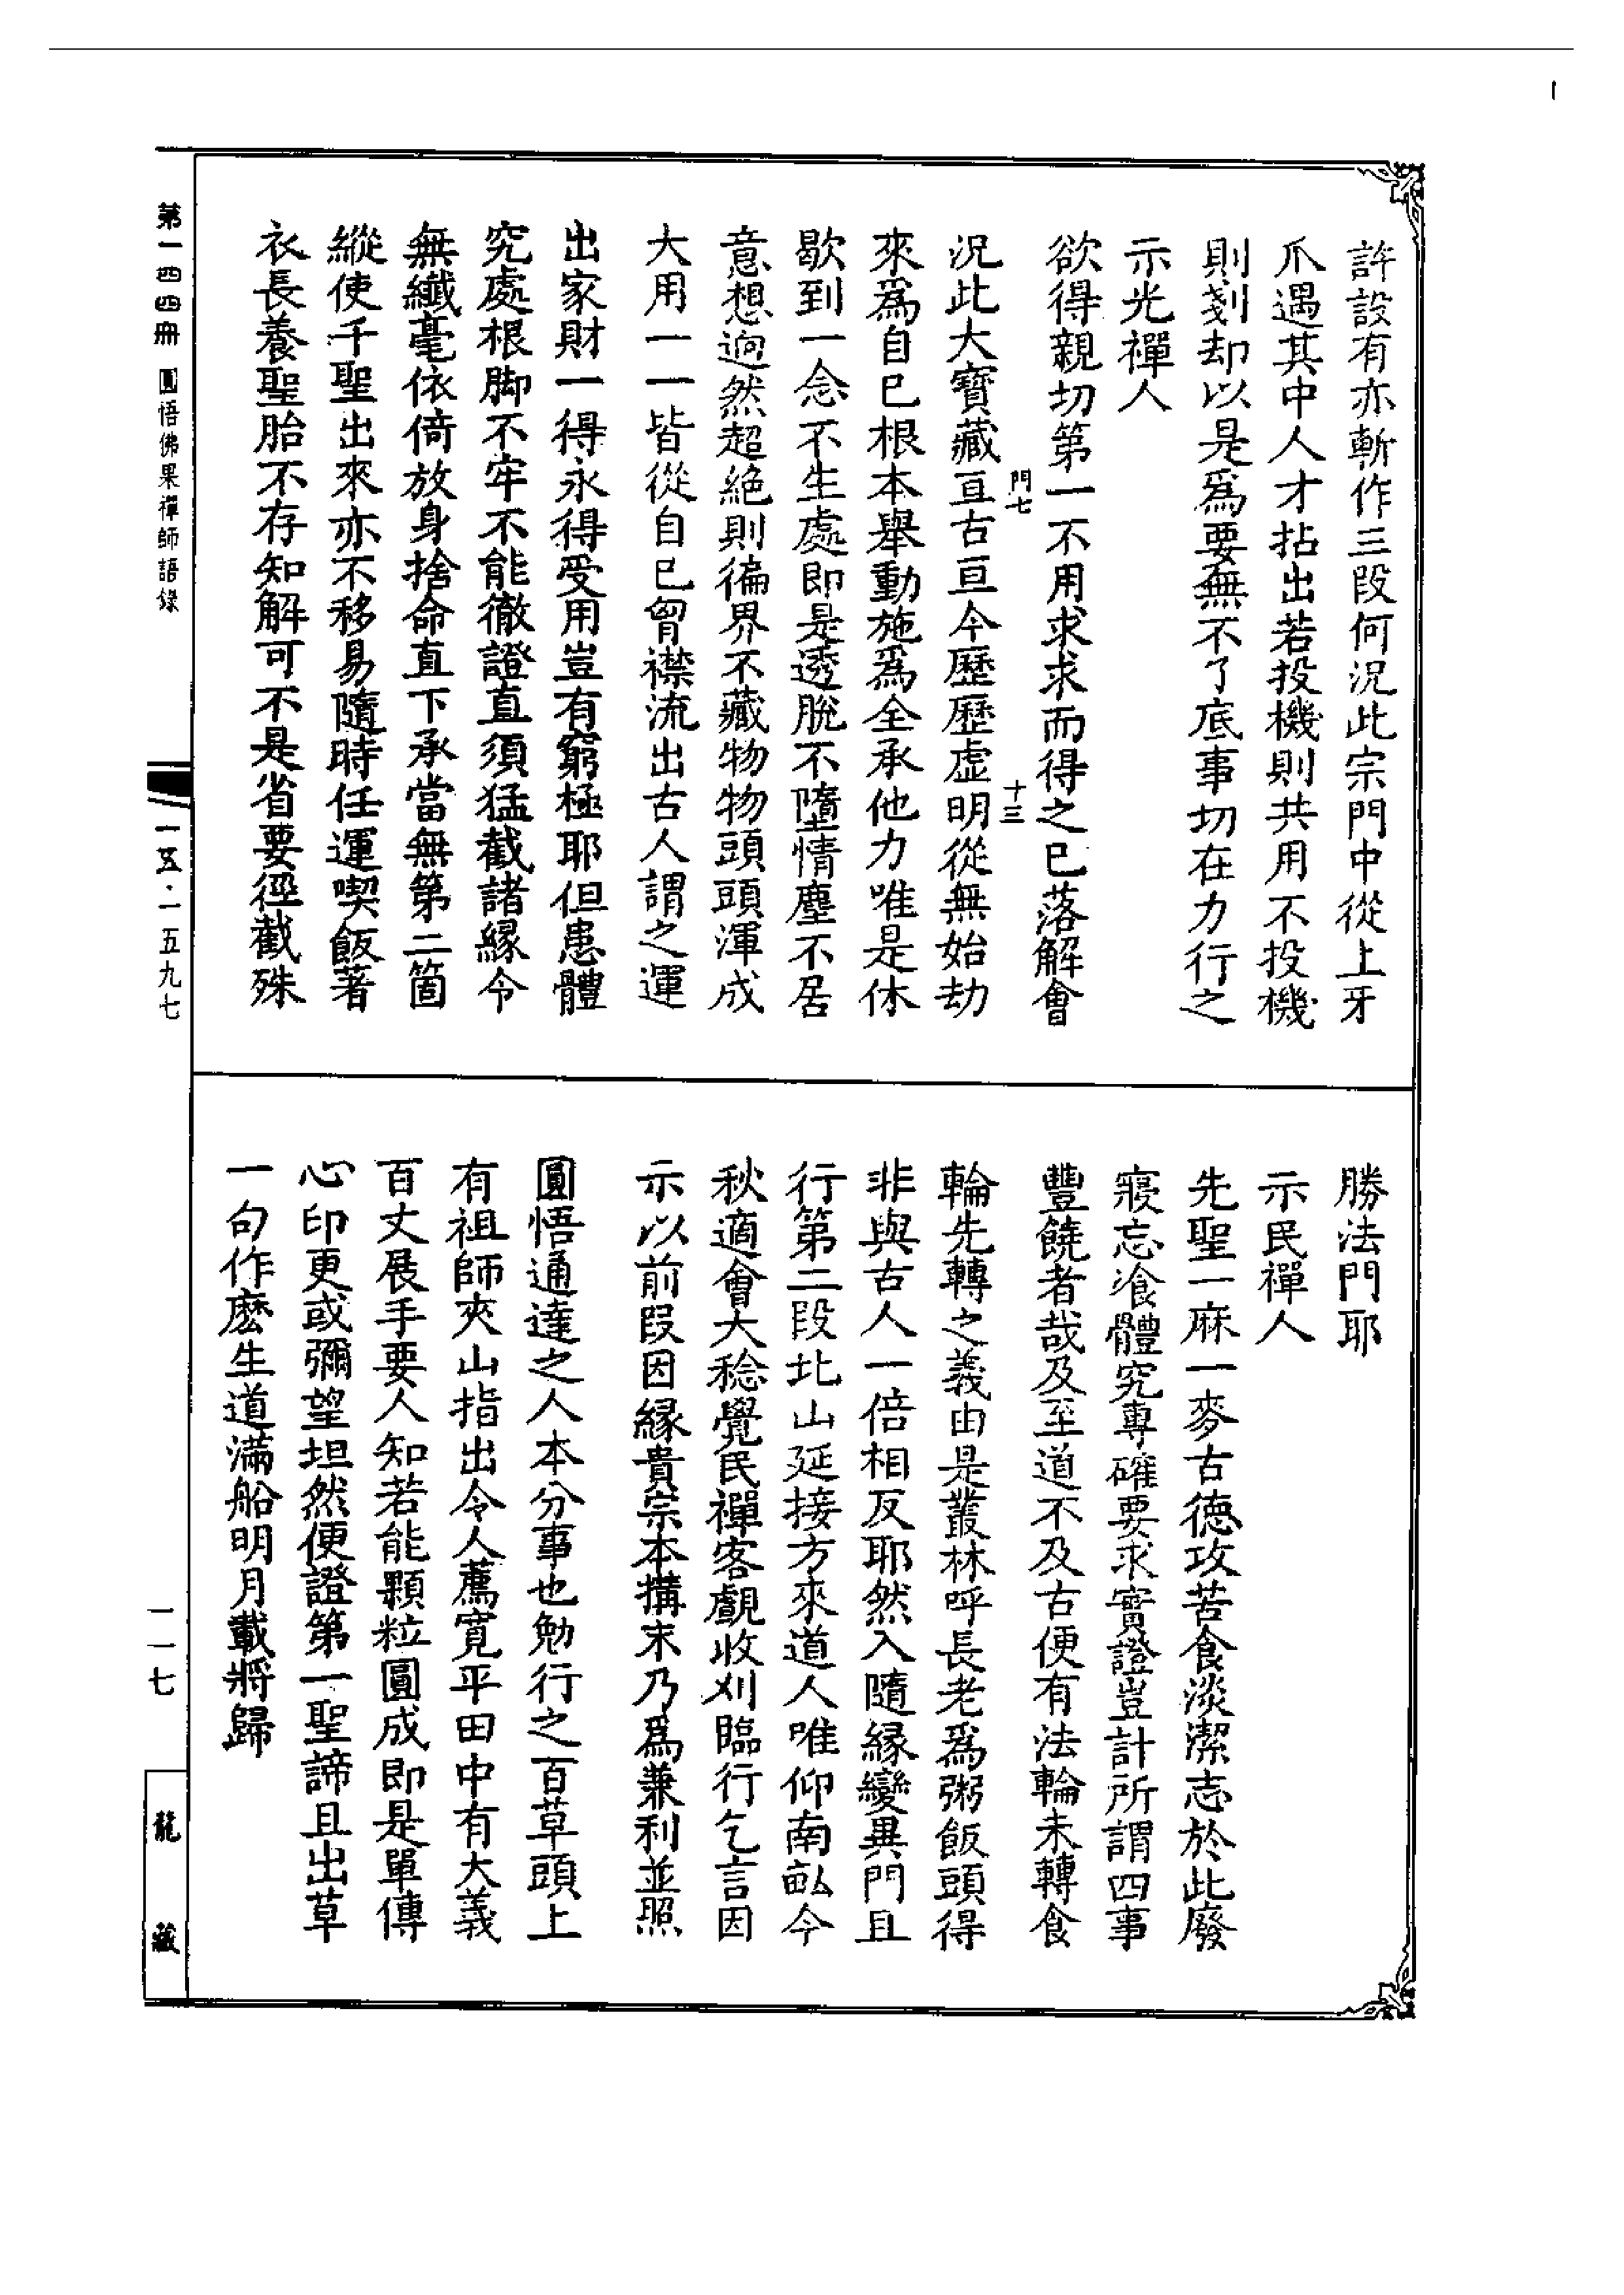 許設有亦斬作三段何況此宗門中從上牙
爪遇其中人才拈出若投機則共用不投機
則剗却以是爲要無不了底事切在力行之
示光禪人
欲得親切第一不用求求而得之已落解會
門七
十三
況此大寶藏亘古亘今歷歷虛明從無始劫
來爲自已根本舉動施爲全承他力唯是休
歇到一念不生處即是透脫不墮情塵不居
意想逈然超絶則徧界不藏物物頭頭渾成
大用一一皆從自已胷襟流出古人謂之運
出家財一得永得受用豈有窮極耶但患體
究處根脚不牢不能徹證直須猛截諸緣令
無纖毫依倚放身捨命直下承當無第二箇
縱使千聖出來亦不移易隨時任運喫飯著
衣長養聖胎不存知解可不是省要徑截殊
勝法門耶
示民禪人
先聖一麻一麥古德攻苦食淡潔志於此廢
寢忘飡體究專確要求實證豈計所謂四事
豐饒者哉及至道不及古便有法輪未轉食
輪先轉之義由是叢林呼長老爲粥飯頭得
非與古人一倍相反耶然入隨緣變異門且
行第二段北山延接方來道人唯仰南畝今
秋適會大稔覺民禪客覰收刈臨行乞言因
示以前段因緣貴宗本搆末乃爲兼利並照
圓悟通達之人本分事也勉行之百草頭上
有祖師夾山指出令人薦寬平田中有大義
百丈展手要人知若能顆粒圓成即是單傳
心印更或彌望坦然便證第一聖諦且出草
一句作麽生道滿船明月載將歸
第一四四冊 圓悟佛果禪師語錄
一五·一五九七
一一七
龍藏